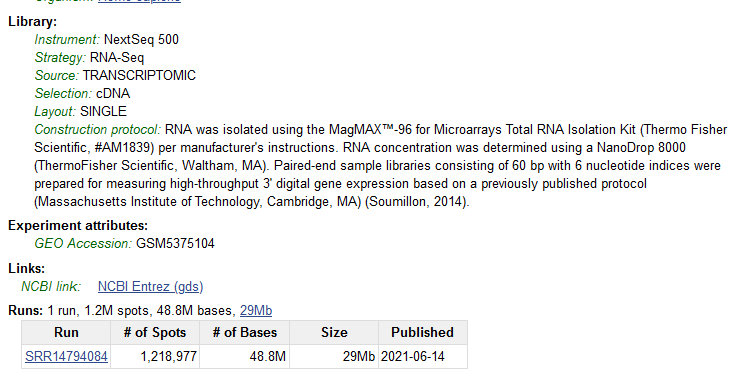 Organism: Homo sapiens
Library:
Instrument: NextSeq 500
Strategy: RNA-Seq
Source: TRANSCRIPTOMIC
Selection: cDNA
Layout: SINGLE
Construction protocol: RNA was isolated using the MagMAX™-96 for Microarrays Total RNA Isolation Kit (Thermo Fisher
Scientific, #AM1839) per manufacturer's instructions. RNA concentration was determined using a NanoDrop 8000
(ThermoFisher Scientific, Waltham, MA). Paired-end sample libraries consisting of 60 bp with 6 nucleotide indices were
prepared for measuring high-throughput 3' digital gene expression based on a previously published protocol
(Massachusetts Institute of Technology, Cambridge, MA) (Soumillon, 2014).
Experiment attributes:
GEO Accession: GSM5375104
Links:
NCBI link: NCBI Entrez (gds)
Runs: 1 run, 1.2M spots, 48.8M bases, 29Mb
Run # of Spots # of Bases Size Published
SRR14794084 1,218,977 48.8M 29Mb 2021-06-14